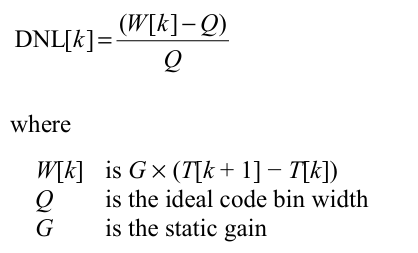 DNL[k]=(W[k]−Q)/Q
where
W[k] is G × (T[k + 1] − T[k])
Q is the ideal code bin width
G is the static gain